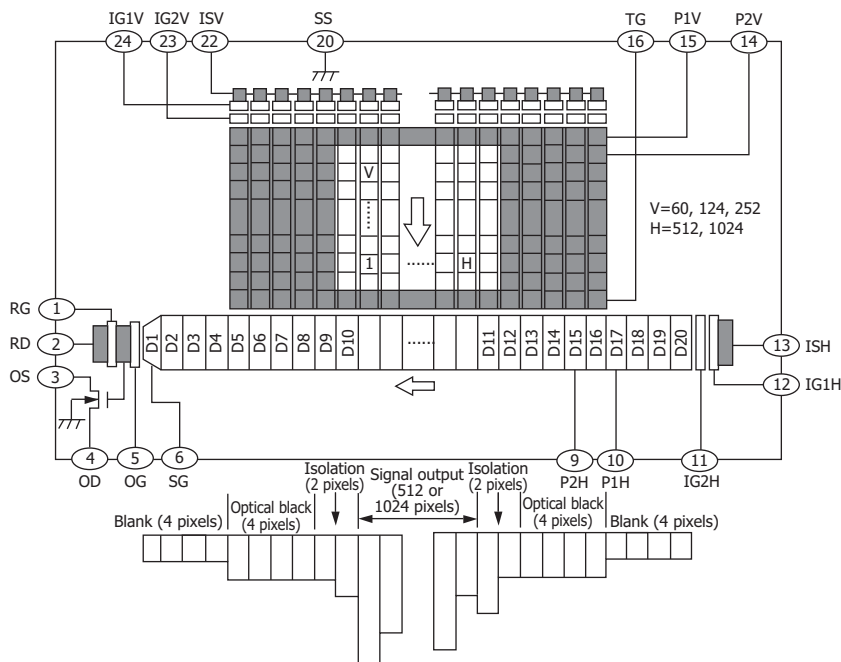 IG1V IG2V ISV SS TG P1V P2V
24 23 22 20 16 15 14
V
1
......
......
H
V=60, 124, 252
H=512, 1024
RG 1
RD 2
OS 3
D1 D2 D3 D4 D5 D6 D7 D8 D9 D10 ...... D11 D12 D13 D14 D15 D16 D17 D18 D19 D20
13 ISH
12 IG1H
4 5 6 9 10 11
OD OG SG P2H P1H IG2H
Isolation
(2 pixels)
Signal output
(512 or
1024 pixels)
Isolation
(2 pixels)
Blank (4 pixels)
Optical black
(4 pixels)
Optical black
(4 pixels)
Blank (4 pixels)